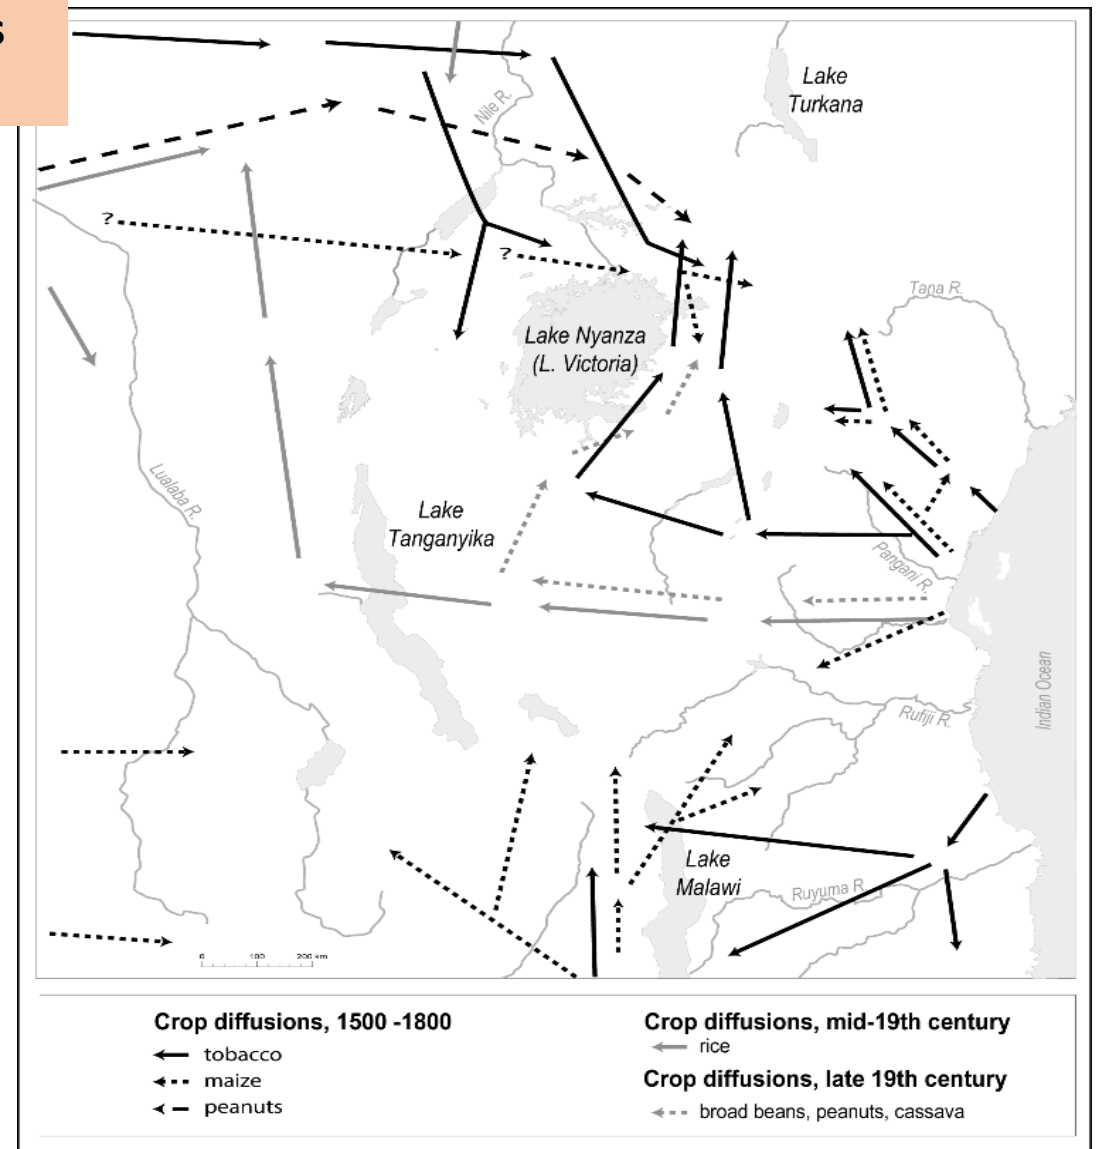 s
Lake
Turkana
Nile R.
?
?
Tana R.
Lake Nyanza
(L. Victoria)
Lualaba R.
Lake
Tanganyika
Pangani R.
Indian Ocean
Rufiji R.
Lake
Malawi
Ruyuma R.
0 100 200 km
Crop diffusions, 1500 -1800
tobacco
maize
peanuts
Crop diffusions, mid-19th century
rice
Crop diffusions, late 19th century
broad beans, peanuts, cassava